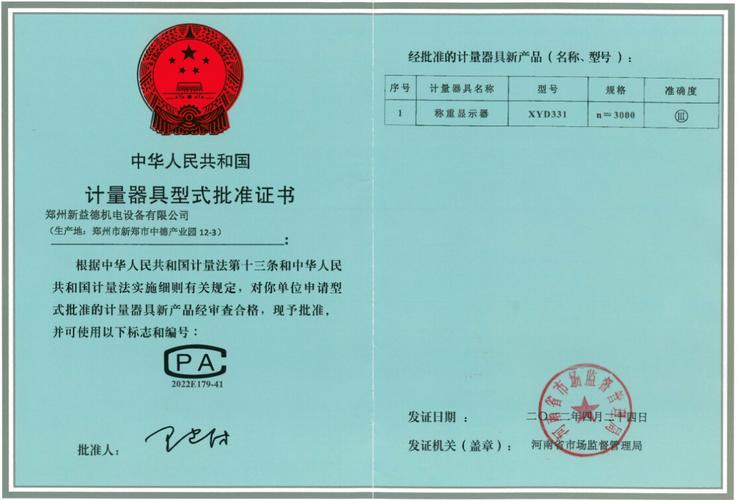 中华人民共和国
计量器具型式批准证书
郑州新益德机电设备有限公司
（生产地：郑州市新郑市中德产业园 12-3）：
根据中华人民共和国计量法第十三条和中华人民
共和国计量法实施细则有关规定，对你单位申请型
式批准的计量器具新产品经审查合格，现予批准，
并可使用以下标志和编号：
CPA
2022E179-41
批准人：
经批准的计量器具新产品（名称、型号）：
序号 计量器具名称 型号 规格 准确度
1 称重显示器 XYD331 n＝3000 Ⅲ
河南省市场监督管理局
发证日期： 二〇二二年四月二十四日
发证机关（盖章）： 河南省市场监督管理局